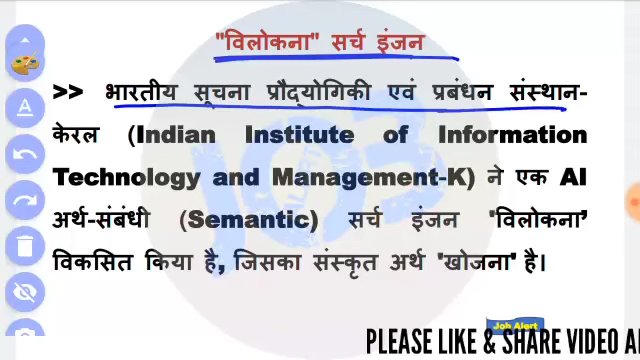 "विलोकना" सर्च इंजन
>> भारतीय सूचना प्रौद्योगिकी एवं प्रबंधन संस्थान-
केरल (Indian Institute of Information
Technology and Management-K) ने एक AI
अर्थ-संबंधी (Semantic) सर्च इंजन 'विलोकना’
विकसित किया है, जिसका संस्कृत अर्थ 'खोजना' है।
Job Alert
PLEASE LIKE & SHARE VIDEO